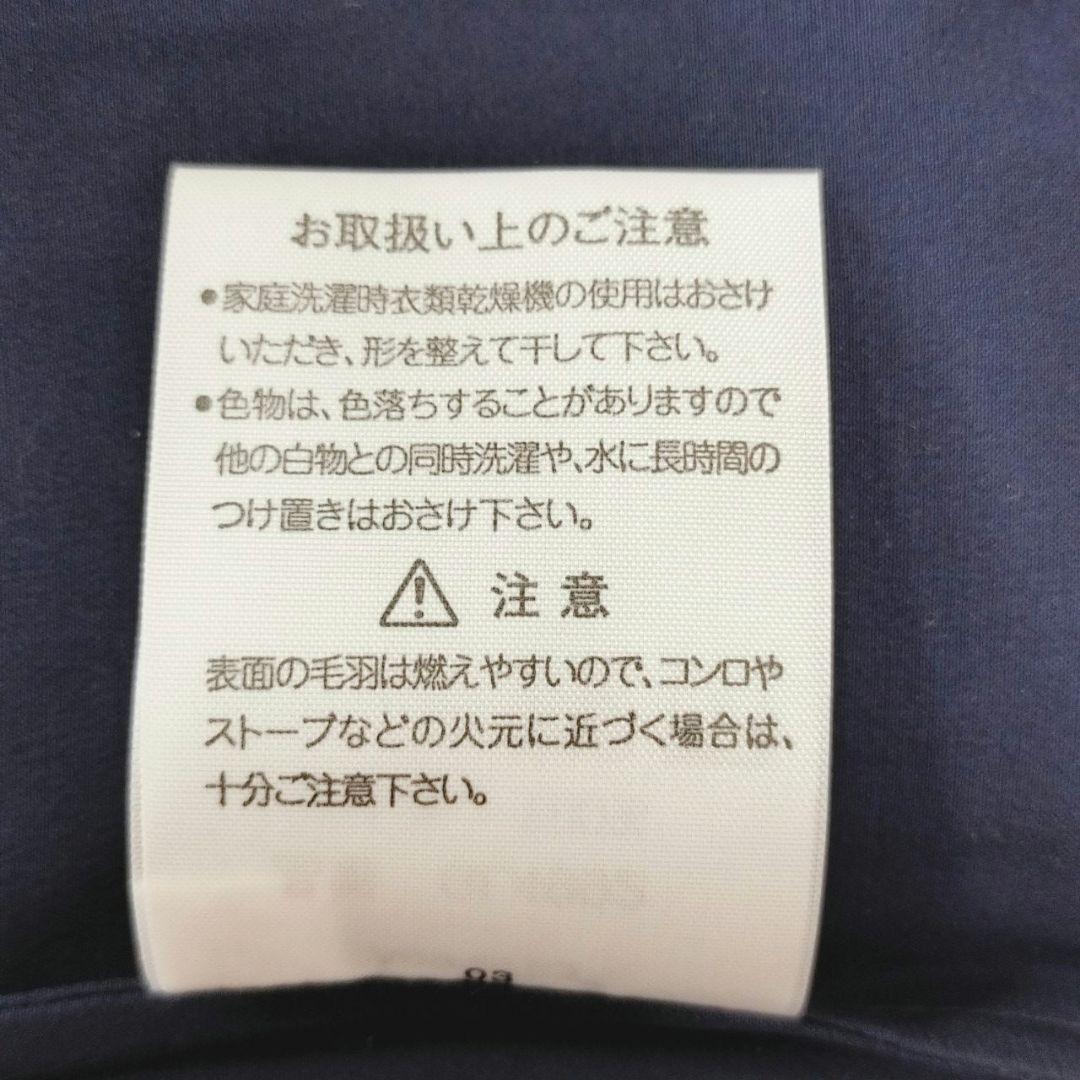 お取扱い上のご注意
•家庭洗濯時衣類乾燥機の使用はおさけ
いただき、形を整えて干して下さい。
•色物は、色落ちすることがありますので
他の白物との同時洗濯や、水に長時間の
つけ置きはおさけ下さい。
注意
表面の毛羽は燃えやすいので、コンロや
ストーブなどの火元に近づく場合は、
十分ご注意下さい。